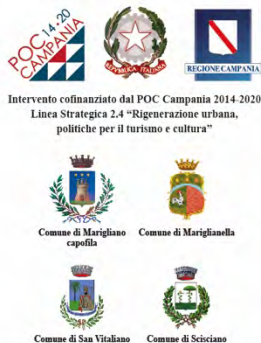 POC 14·20
CAMPANIA
REPUBBLICA ITALIANA
REGIONE CAMPANIA
Intervento cofinanziato dal POC Campania 2014-2020
Linea Strategica 2.4 “Rigenerazione urbana,
politiche per il turismo e cultura”
Comune di Marigliano
capofila
Comune di Mariglianella
Comune di San Vitaliano
Comune di Scisciano